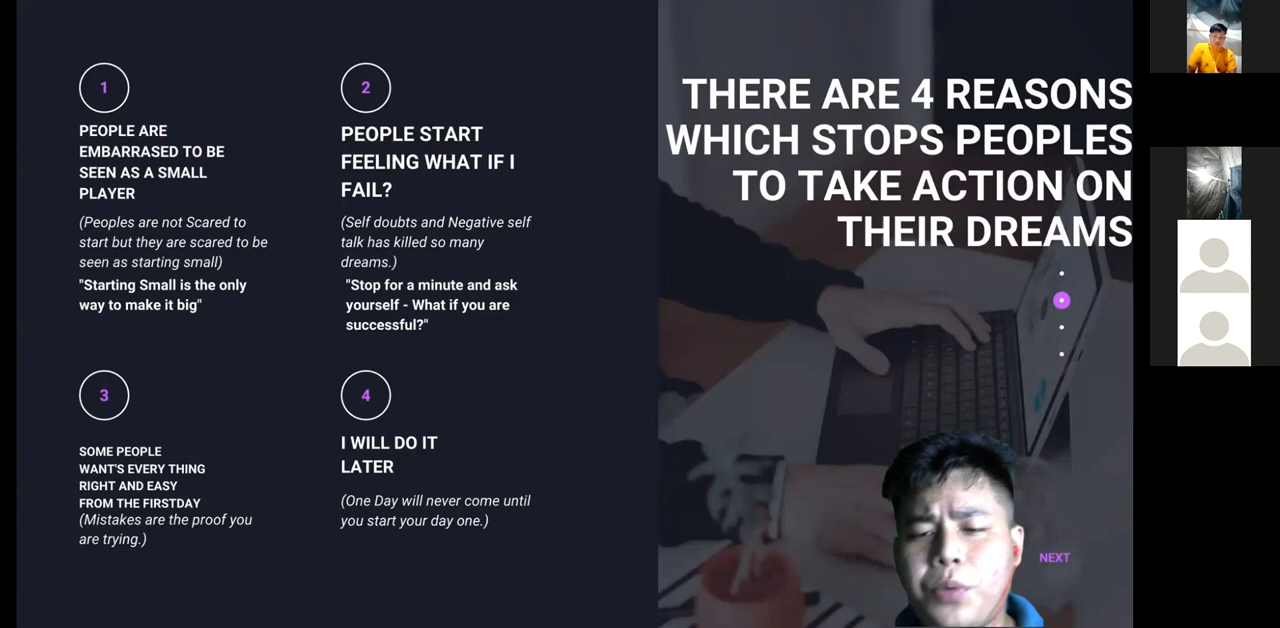 1
PEOPLE ARE
EMBARRASED TO BE
SEEN AS A SMALL
PLAYER
(Peoples are not Scared to
start but they are scared to be
seen as starting small)
"Starting Small is the only
way to make it big"
2
PEOPLE START
FEELING WHAT IF I
FAIL?
(Self doubts and Negative self
talk has killed so many
dreams.)
"Stop for a minute and ask
yourself - What if you are
successful?"
3
SOME PEOPLE
WANT'S EVERY THING
RIGHT AND EASY
FROM THE FIRSTDAY
(Mistakes are the proof you
are trying.)
4
I WILL DO IT
LATER
(One Day will never come until
you start your day one.)
THERE ARE 4 REASONS
WHICH STOPS PEOPLES
TO TAKE ACTION ON
THEIR DREAMS
NEXT